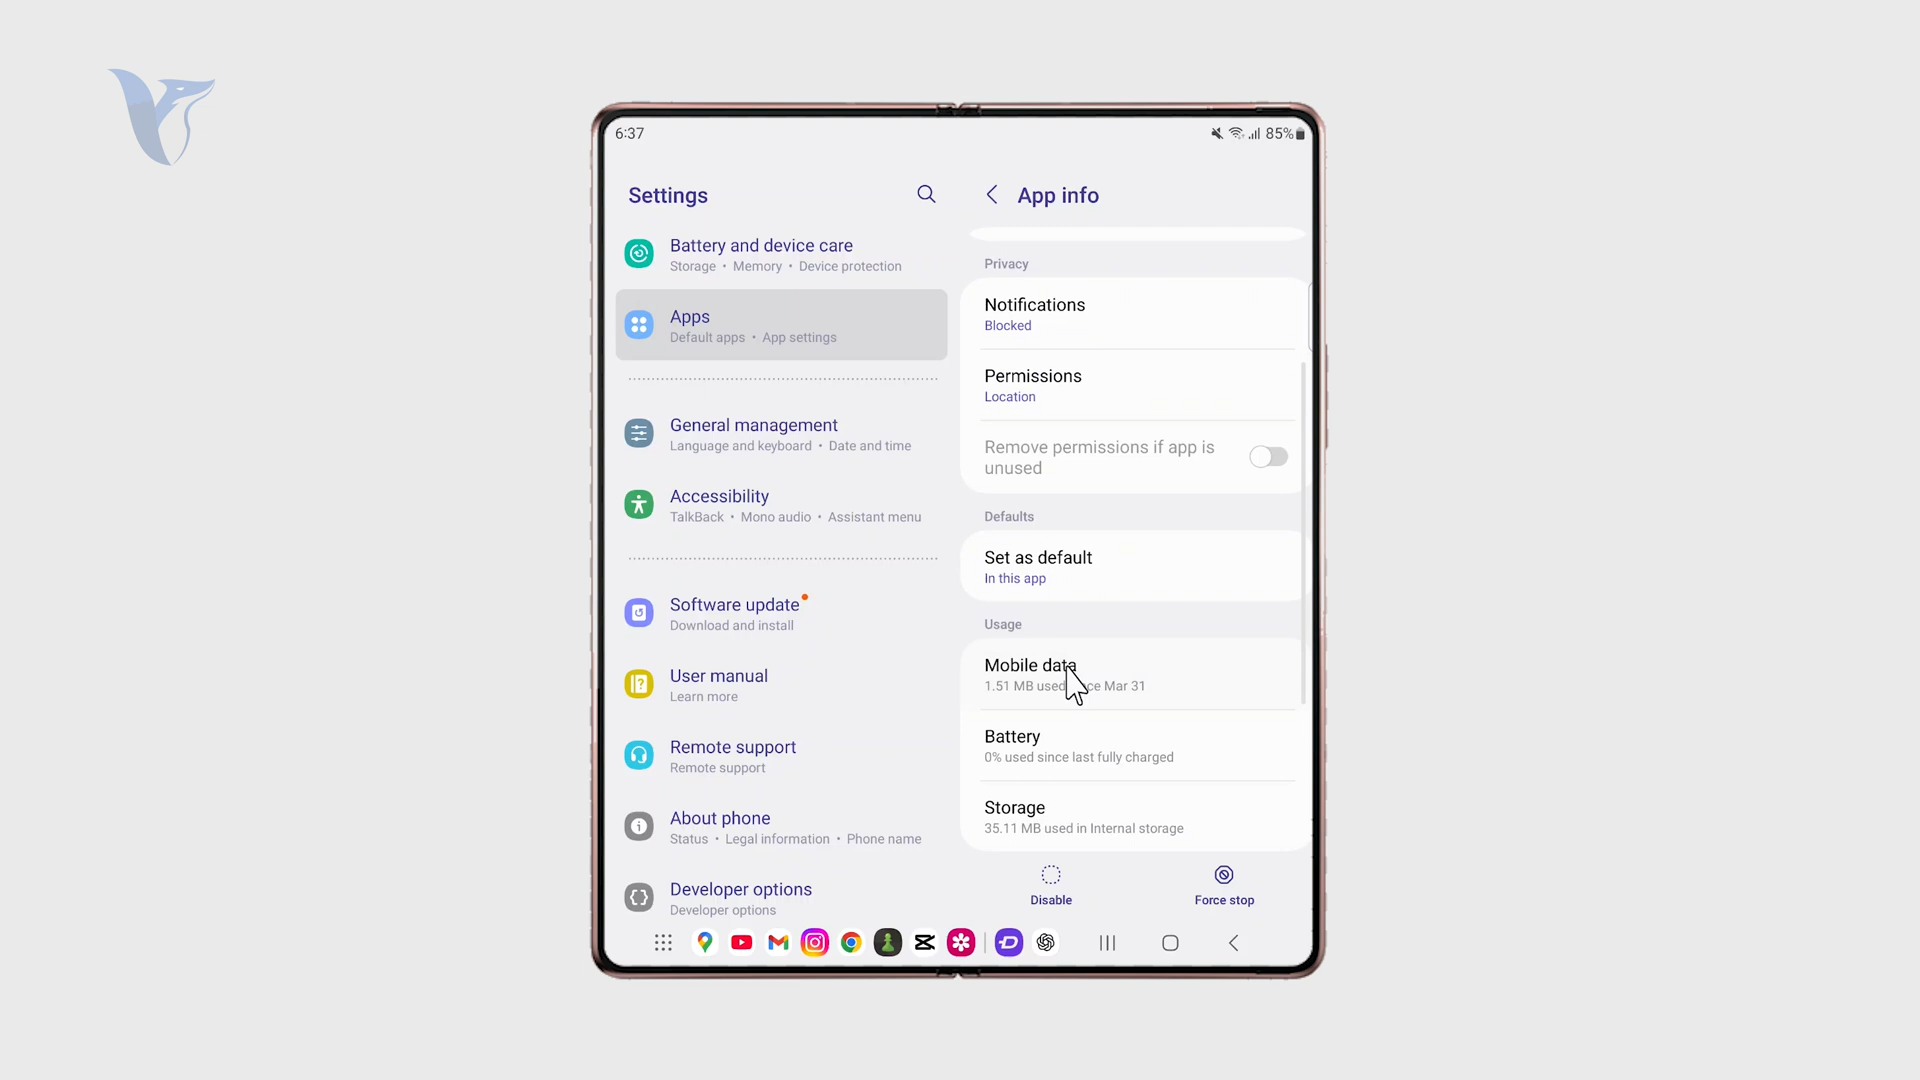 6:37
85%
Settings
Battery and device care
Storage • Memory • Device protection
Apps
Default apps • App settings
General management
Language and keyboard • Date and time
Accessibility
TalkBack • Mono audio • Assistant menu
Software update
Download and install
User manual
Learn more
Remote support
Remote support
About phone
Status • Legal information • Phone name
Developer options
Developer options
App info
Privacy
Notifications
Blocked
Permissions
Location
Remove permissions if app is
unused
Defaults
Set as default
In this app
Usage
Mobile data
1.51 MB used ce Mar 31
Battery
0% used since last fully charged
Storage
35.11 MB used in Internal storage
Disable
Force stop